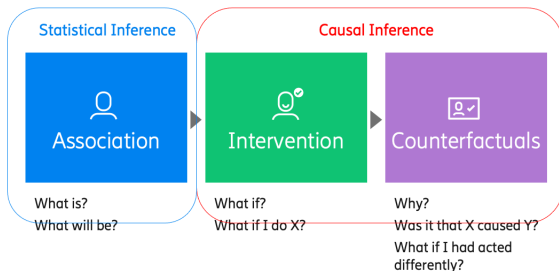 Statistical Inference
Causal Inference
Association
Intervention
Counterfactuals
What is?
What will be?
What if?
What if I do X?
Why?
Was it that X caused Y?
What if I had acted
differently?